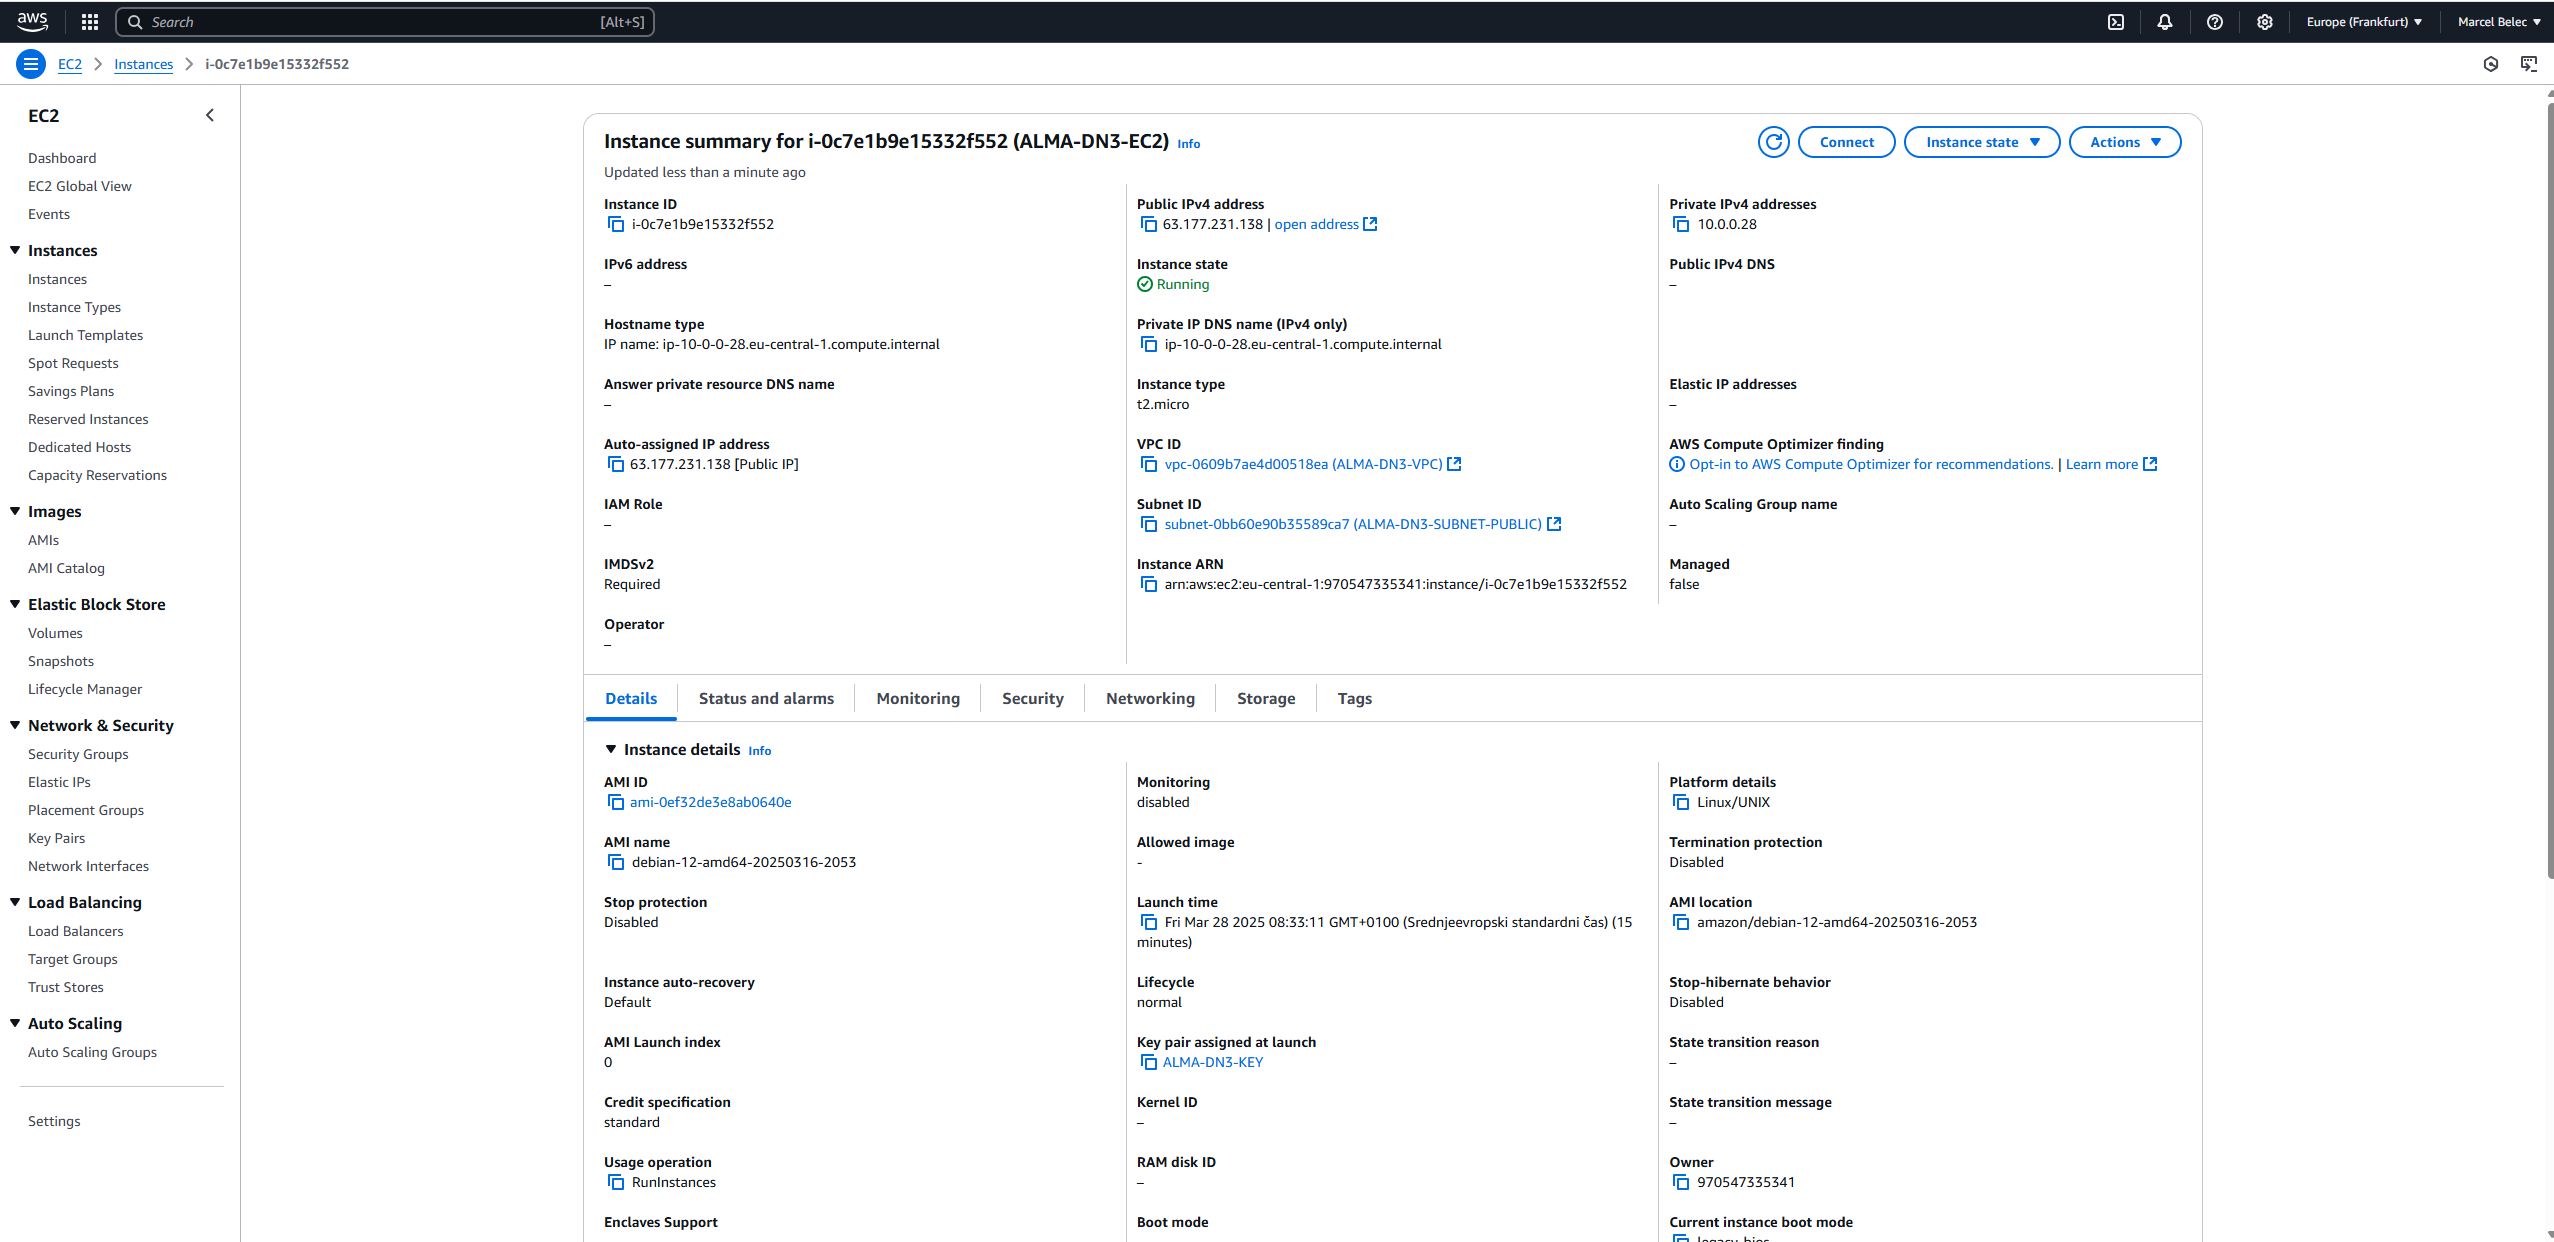 aws
Search [Alt+S]
Europe (Frankfurt)
Marcel Belec
EC2
Instances
i-0c7e1b9e15332f552
EC2
Dashboard
EC2 Global View
Events
Instances
Instances
Instance Types
Launch Templates
Spot Requests
Savings Plans
Reserved Instances
Dedicated Hosts
Capacity Reservations
Images
AMIs
AMI Catalog
Elastic Block Store
Volumes
Snapshots
Lifecycle Manager
Network & Security
Security Groups
Elastic IPs
Placement Groups
Key Pairs
Network Interfaces
Load Balancing
Load Balancers
Target Groups
Trust Stores
Auto Scaling
Auto Scaling Groups
Settings
Instance summary for i-0c7e1b9e15332f552 (ALMA-DN3-EC2) Info
Updated less than a minute ago
Connect
Instance state
Actions
Instance ID
i-0c7e1b9e15332f552
Public IPv4 address
63.177.231.138 | open address
Private IPv4 addresses
10.0.0.28
IPv6 address
–
Instance state
Running
Public IPv4 DNS
–
Hostname type
IP name: ip-10-0-0-28.eu-central-1.compute.internal
Private IP DNS name (IPv4 only)
ip-10-0-0-28.eu-central-1.compute.internal
Answer private resource DNS name
–
Instance type
t2.micro
Elastic IP addresses
–
Auto-assigned IP address
63.177.231.138 [Public IP]
VPC ID
vpc-0609b7ae4d00518ea (ALMA-DN3-VPC)
AWS Compute Optimizer finding
Opt-in to AWS Compute Optimizer for recommendations. | Learn more
IAM Role
–
Subnet ID
subnet-0bb60e90b35589ca7 (ALMA-DN3-SUBNET-PUBLIC)
Auto Scaling Group name
–
IMDSv2
Required
Instance ARN
arn:aws:ec2:eu-central-1:970547335341:instance/i-0c7e1b9e15332f552
Managed
false
Operator
–
Details
Status and alarms
Monitoring
Security
Networking
Storage
Tags
Instance details Info
AMI ID
ami-0ef32de3e8ab0640e
Monitoring
disabled
Platform details
Linux/UNIX
AMI name
debian-12-amd64-20250316-2053
Allowed image
-
Termination protection
Disabled
Stop protection
Disabled
Launch time
Fri Mar 28 2025 08:33:11 GMT+0100 (Srednjeevropski standardni čas) (15
minutes)
AMI location
amazon/debian-12-amd64-20250316-2053
Instance auto-recovery
Default
Lifecycle
normal
Stop-hibernate behavior
Disabled
AMI Launch index
0
Key pair assigned at launch
ALMA-DN3-KEY
State transition reason
–
Credit specification
standard
Kernel ID
–
State transition message
–
Usage operation
RunInstances
RAM disk ID
–
Owner
970547335341
Enclaves Support
Boot mode
Current instance boot mode
legacy-bios